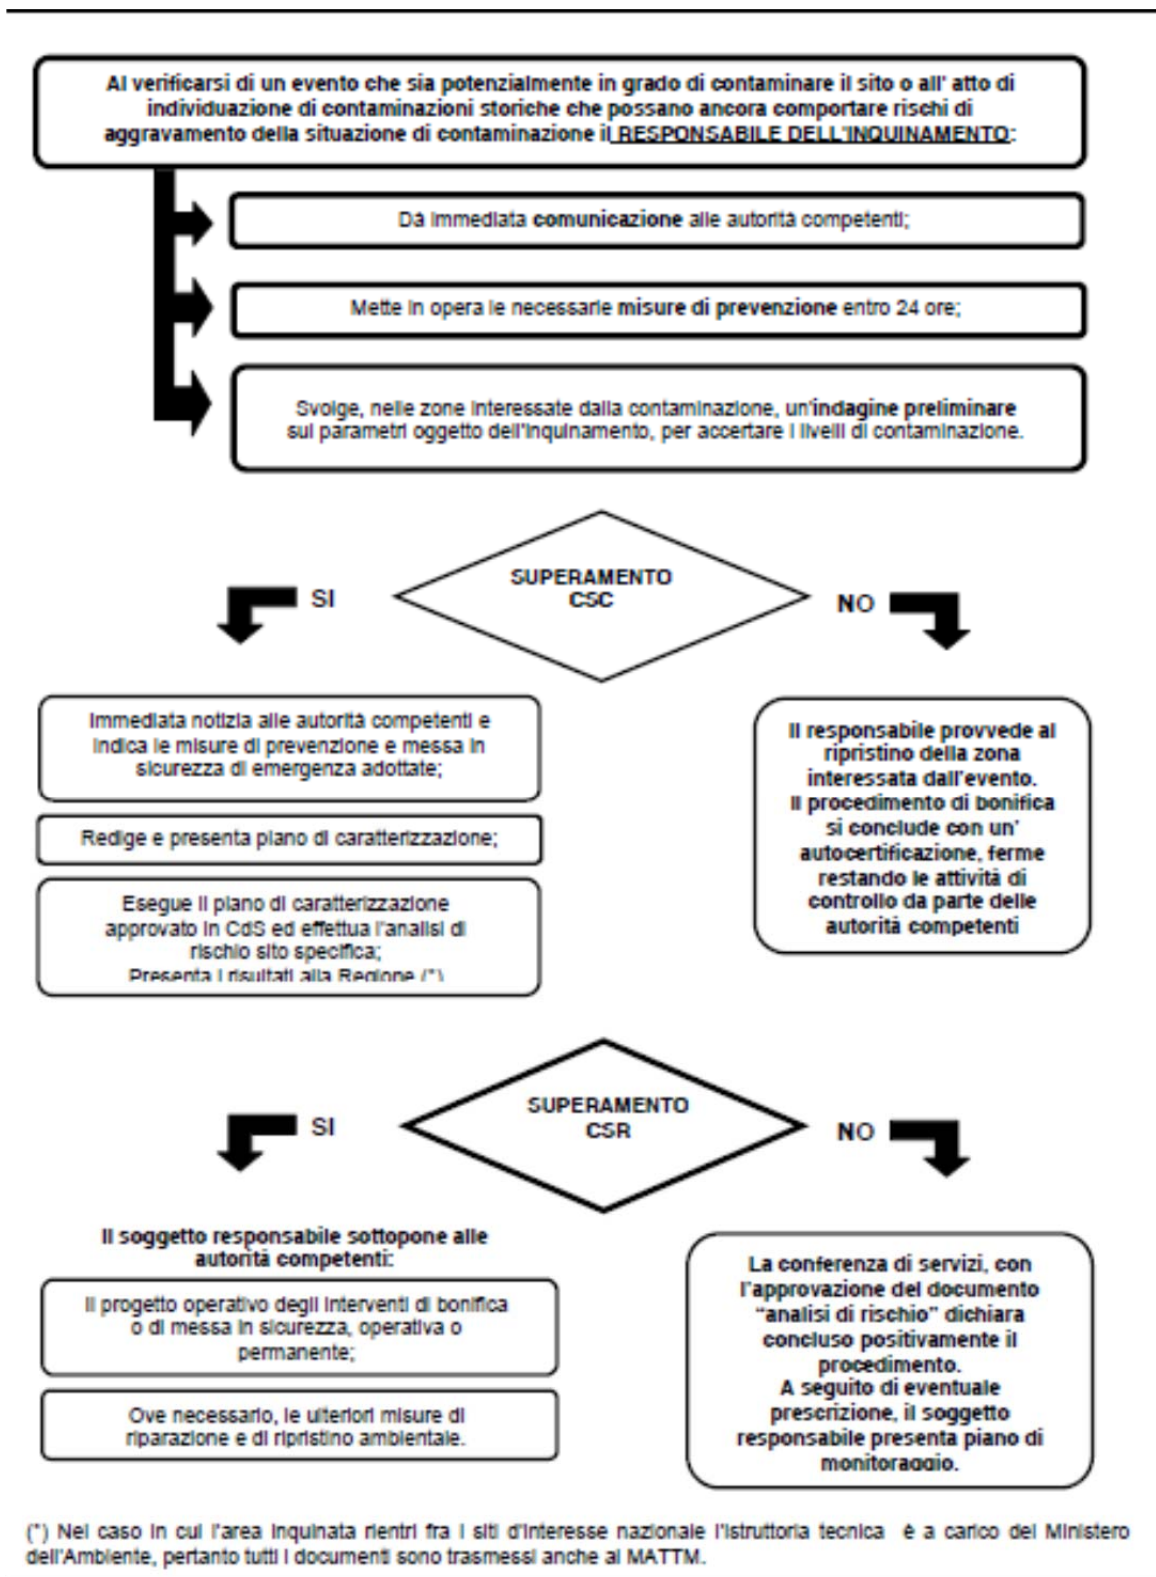 Al verificarsi di un evento che sia potenzialmente in grado di contaminare il sito o all' atto di
individuazione di contaminazioni storiche che possano ancora comportare rischi di
aggravamento della situazione di contaminazione il RESPONSABILE DELL'INQUINAMENTO:
Dà immediata comunicazione alle autorità competenti;
Mette in opera le necessarie misure di prevenzione entro 24 ore;
Svolge, nelle zone interessate dalla contaminazione, un'indagine preliminare
sui parametri oggetto dell'inquinamento, per accertare i livelli di contaminazione.
SUPERAMENTO
CSC
SI
NO
Immediata notizia alle autorità competenti e
indica le misure di prevenzione e messa in
sicurezza di emergenza adottate;
Redige e presenta piano di caratterizzazione;
Esegue il piano di caratterizzazione
approvato in CdS ed effettua l'analisi di
rischio sito specifica;
Presenta i risultati alla Regione (*)
Il responsabile provvede al
ripristino della zona
interessata dall'evento.
Il procedimento di bonifica
si conclude con un'
autocertificazione, ferme
restando le attività di
controllo da parte delle
autorità competenti
SUPERAMENTO
CSR
SI
NO
Il soggetto responsabile sottopone alle
autorità competenti:
Il progetto operativo degli interventi di bonifica
o di messa in sicurezza, operativa o
permanente;
Ove necessario, le ulteriori misure di
riparazione e di ripristino ambientale.
La conferenza di servizi, con
l'approvazione del documento
“analisi di rischio” dichiara
concluso positivamente il
procedimento.
A seguito di eventuale
prescrizione, il soggetto
responsabile presenta piano di
monitoraggio.
(*) Nel caso in cui l'area inquinata rientri fra i siti d'interesse nazionale l'istruttoria tecnica è a carico del Ministero
dell'Ambiente, pertanto tutti i documenti sono trasmessi anche al MATTM.